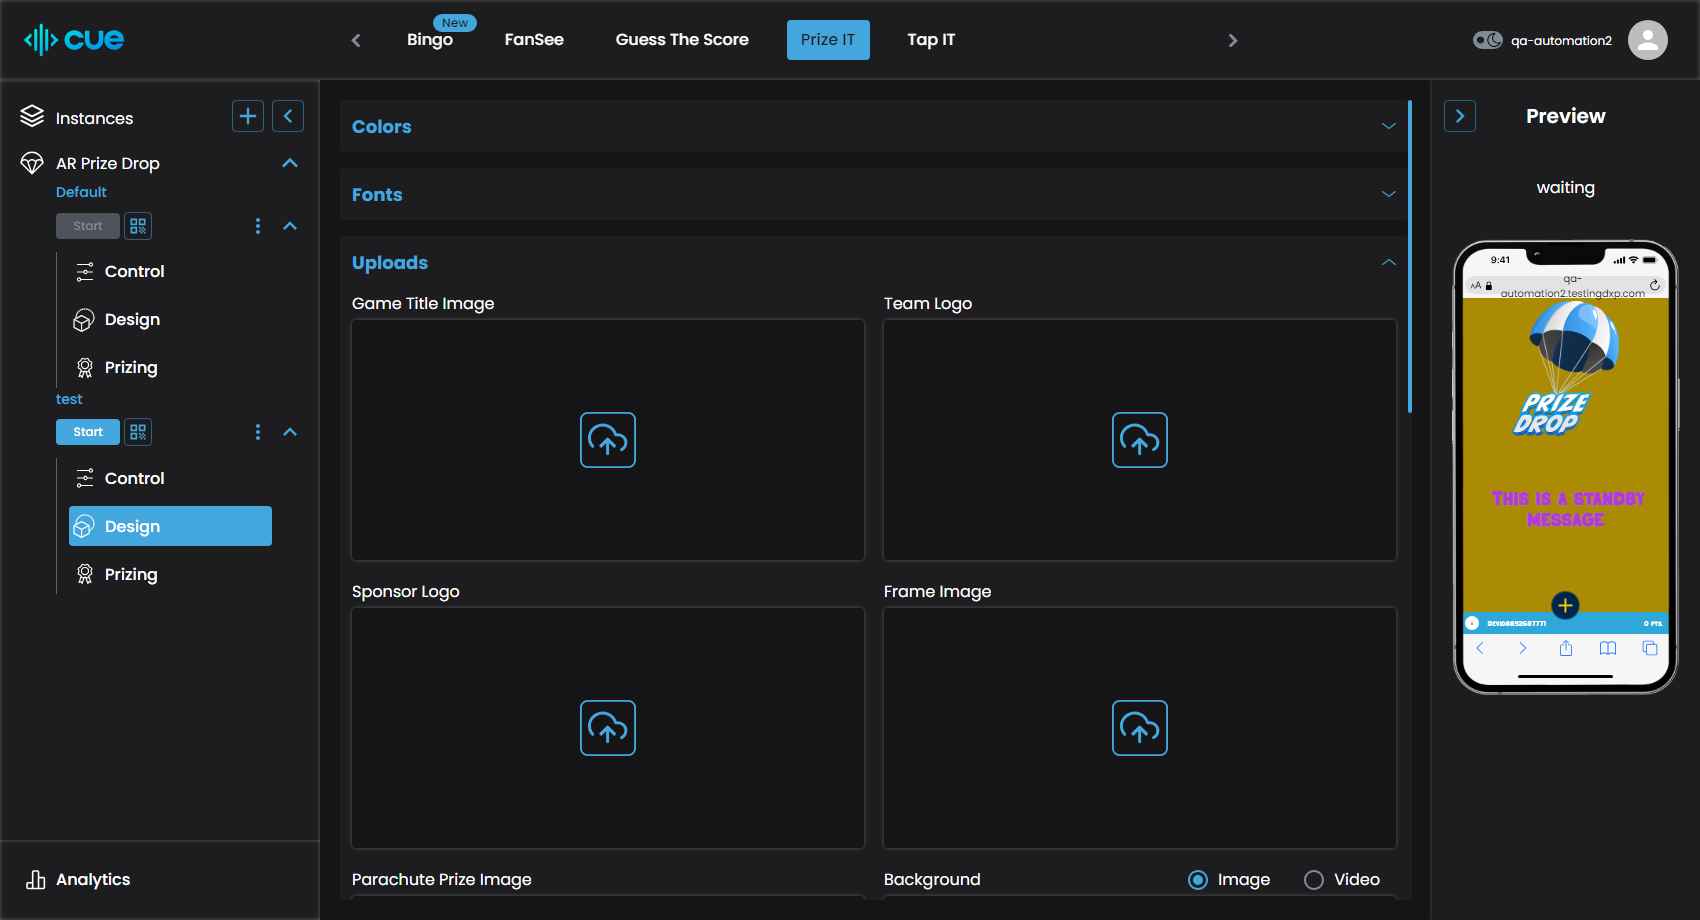 cue
Bingo
New
FanSee
Guess The Score
Prize IT
Tap IT
qa-automation2
Instances
AR Prize Drop
Default
Start
Control
Design
Prizing
test
Start
Control
Design
Prizing
Analytics
Colors
Fonts
Uploads
Game Title Image
Team Logo
Sponsor Logo
Frame Image
Parachute Prize Image
Background
Image
Video
Preview
waiting
9:41
AA
qa-
automation2.testingdxp.com
PRIZE
DROP
THIS IS A STANDBY
MESSAGE
0 PTS.